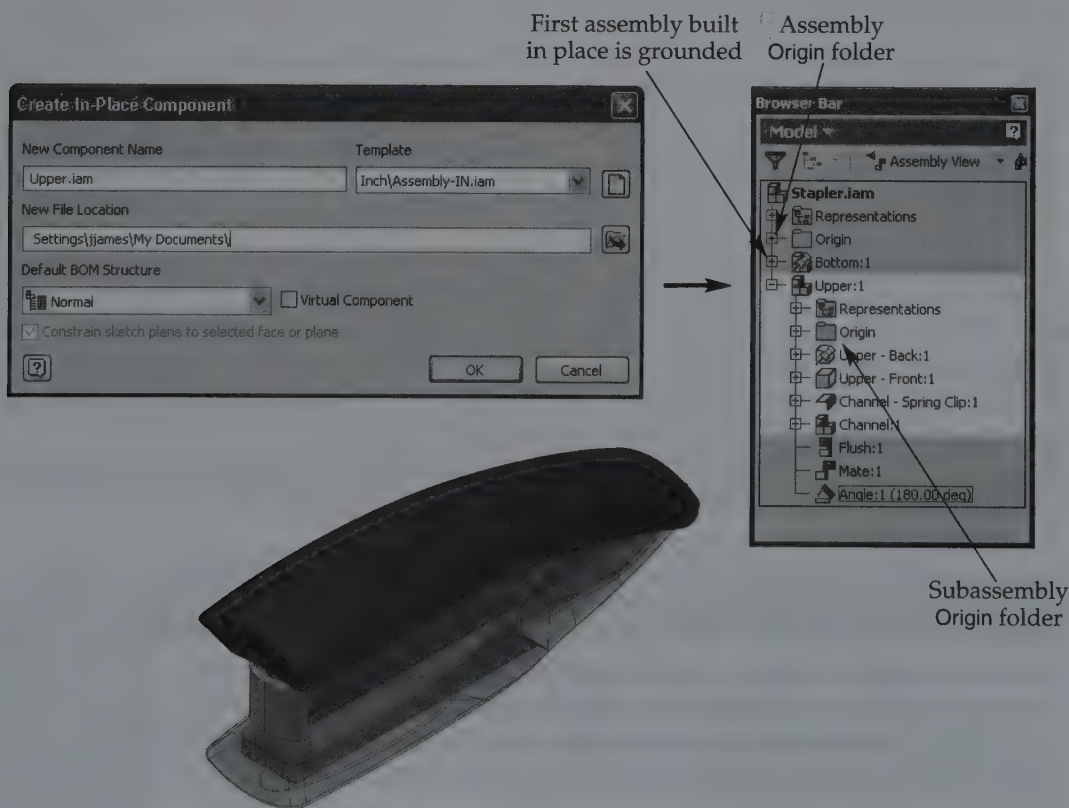 First assembly built
in place is grounded
Assembly
Origin folder
Create In-Place Component
New Component Name
Template
Upper.iam
Inch\Assembly-IN.iam
New File Location
Settings\jjames\My Documents\
Default BOM Structure
Normal
Virtual Component
Constrain sketch plane to selected face or plane
?
OK
Cancel
Browser Bar
Model
?
Assembly View
Stapler.iam
Representations
Origin
Bottom:1
Upper:1
Representations
Origin
Upper - Back:1
Upper - Front:1
Channel - Spring Clip:1
Channel:1
Flush:1
Mate:1
Angle:1 (180.00 deg)
Subassembly
Origin folder